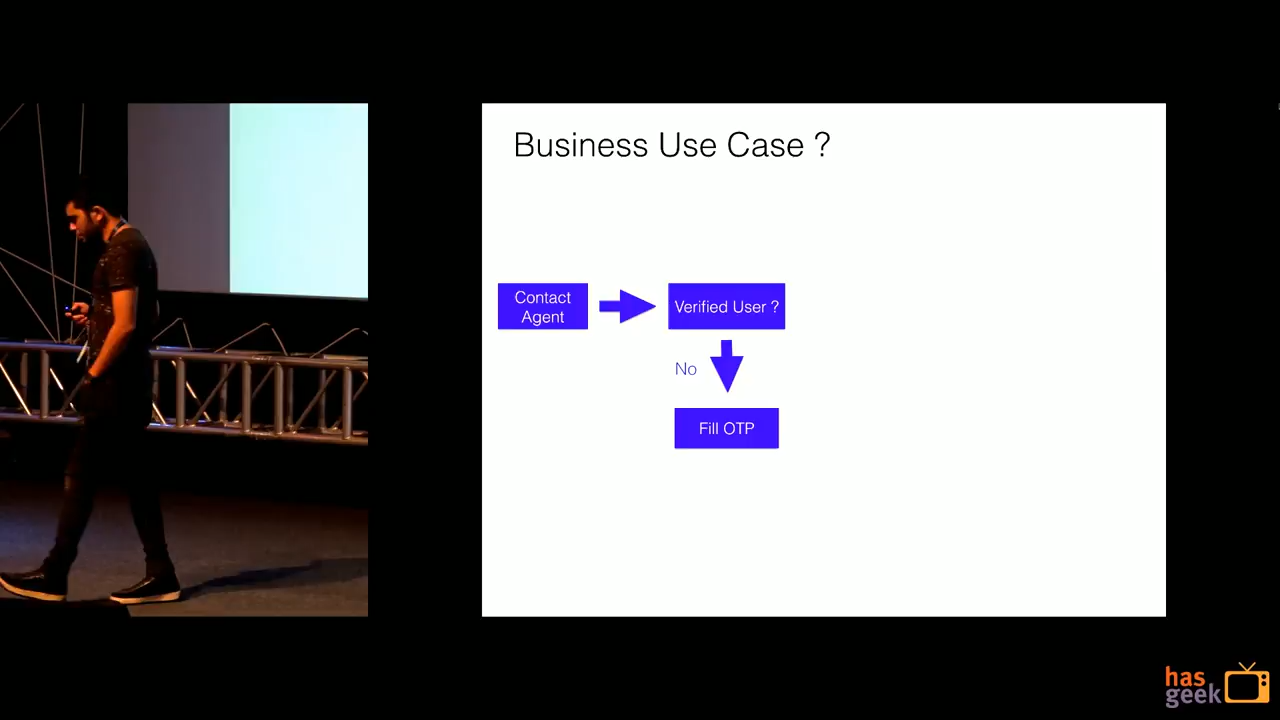 Business Use Case ?
Contact
Agent
Verified User ?
No
Fill OTP
has
geek